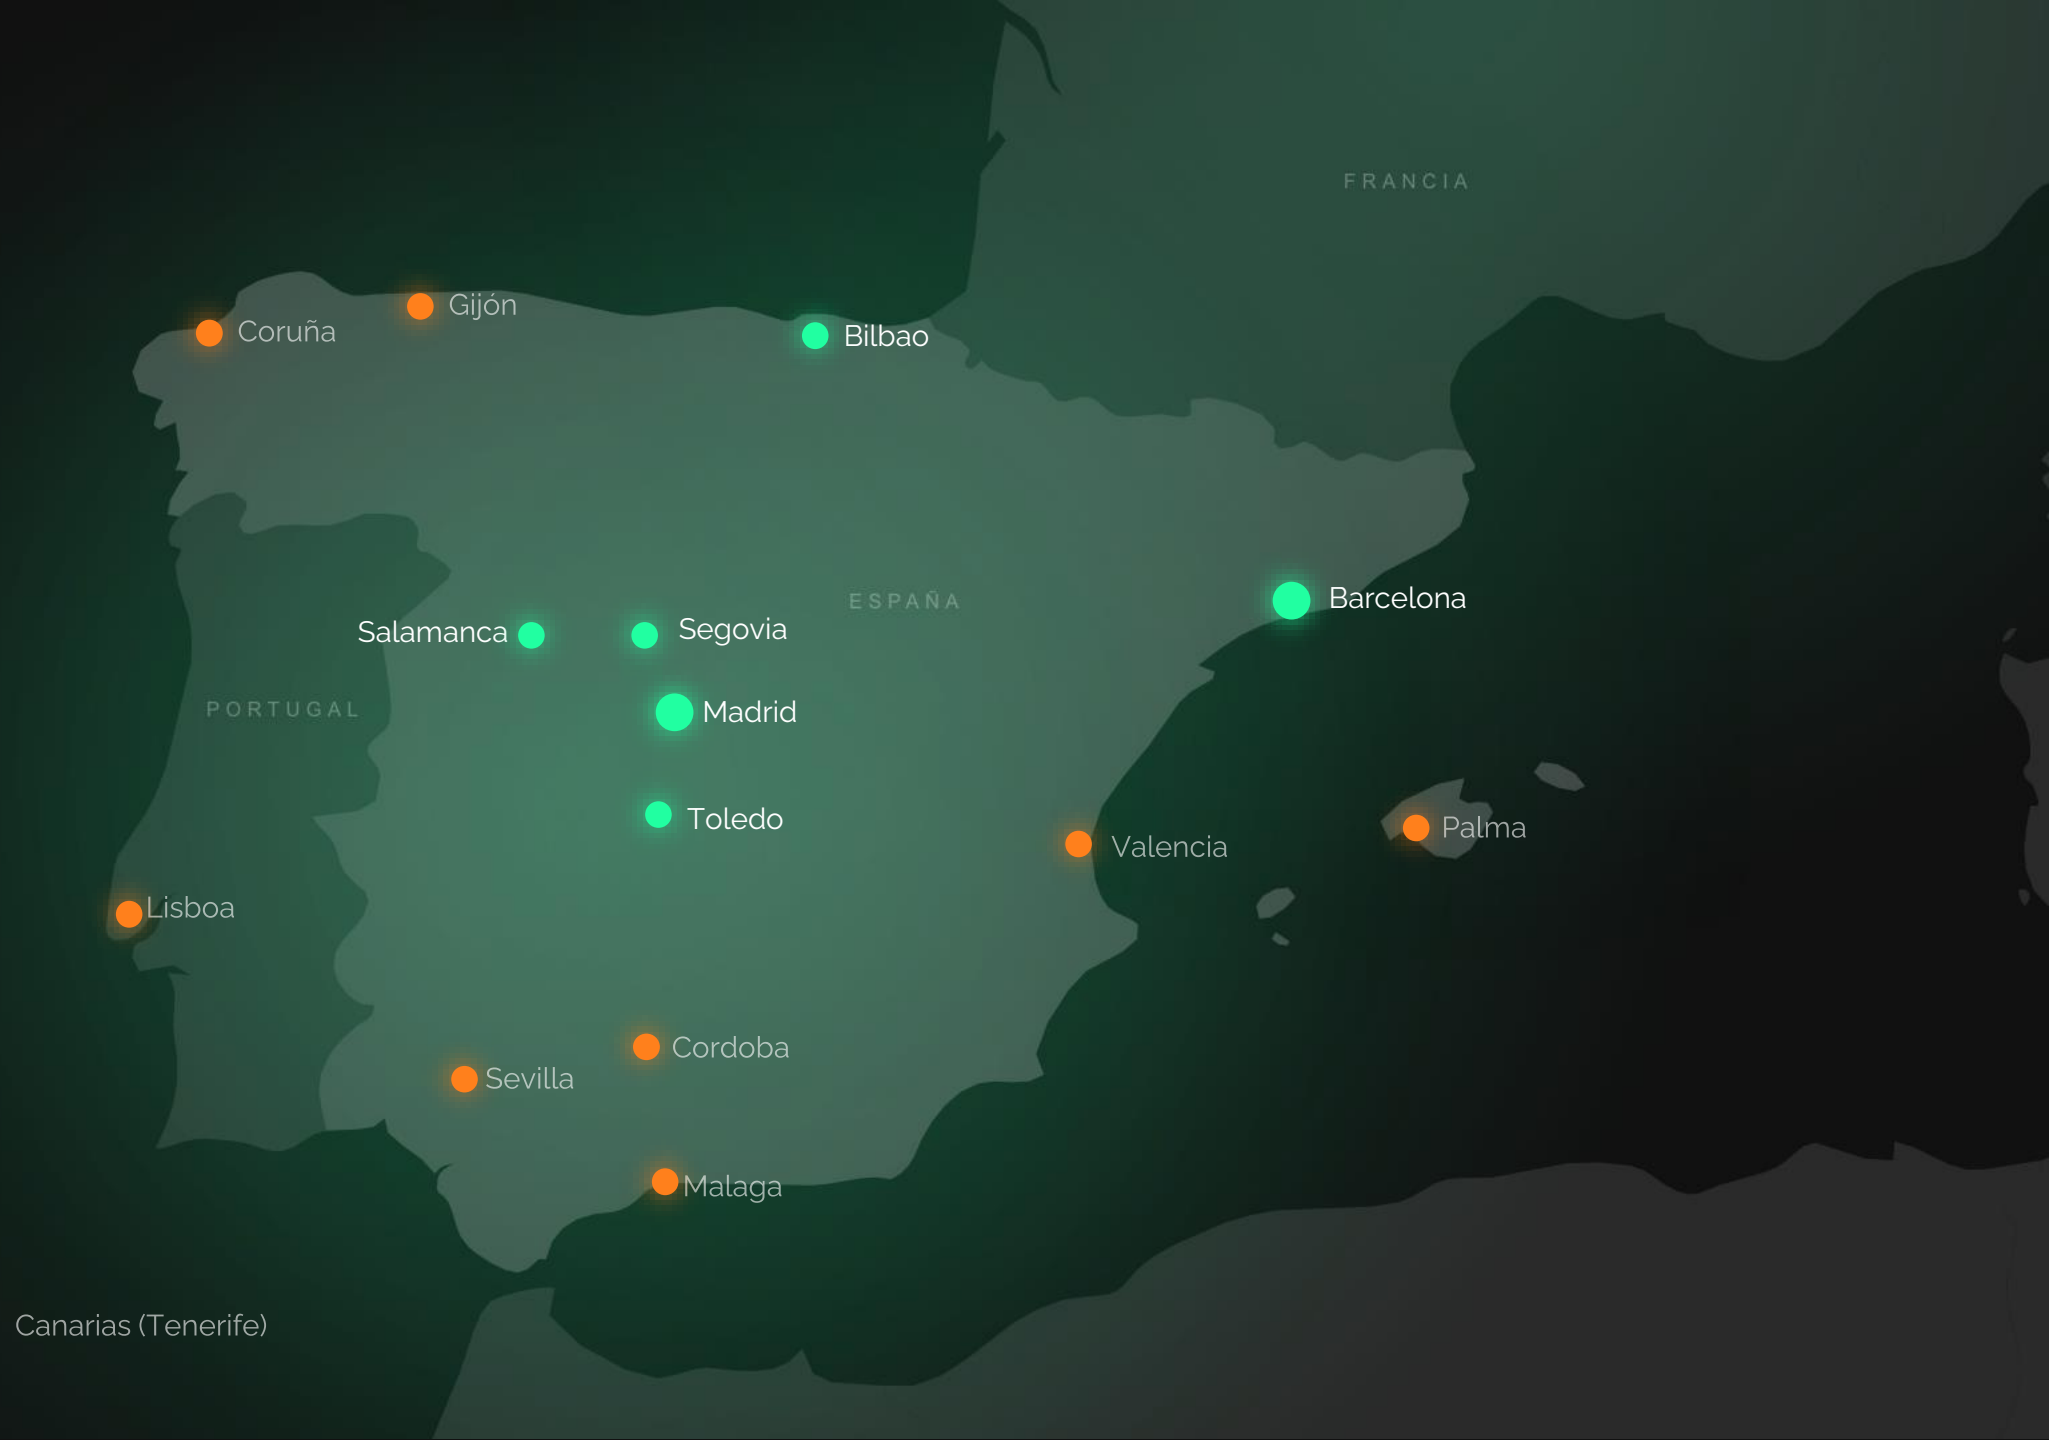 FRANCIA
Gijón
Coruña
Bilbao
ESPAÑA
Barcelona
Salamanca
Segovia
PORTUGAL
Madrid
Toledo
Valencia
Palma
Lisboa
Cordoba
Sevilla
Malaga
Canarias (Tenerife)